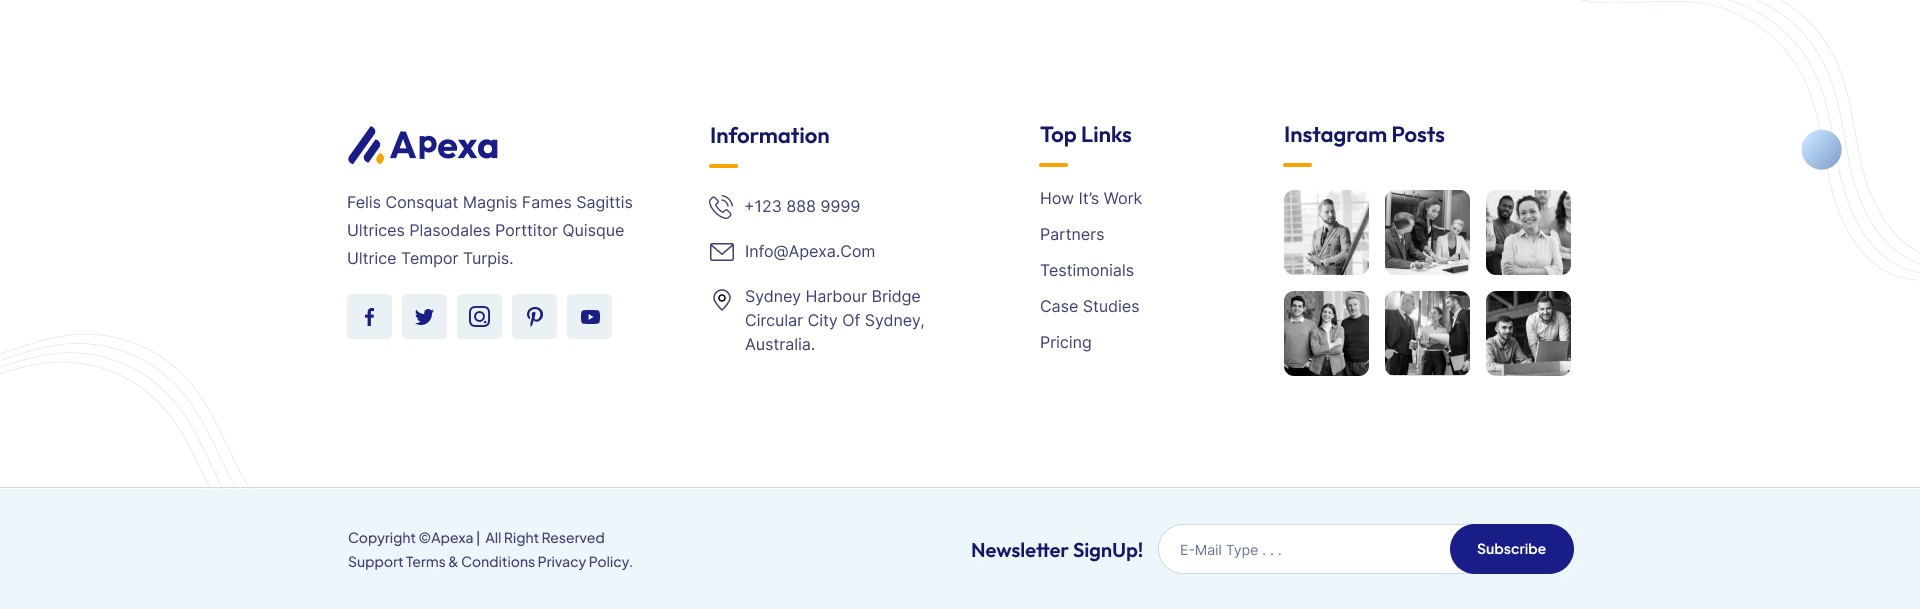 Apexa
Felis Consquat Magnis Fames Sagittis
Ultrices Plasodales Porttitor Quisque
Ultrice Tempor Turpis.
Information
+123 888 9999
Info@Apexa.Com
Sydney Harbour Bridge
Circular City Of Sydney,
Australia.
Top Links
How It’s Work
Partners
Testimonials
Case Studies
Pricing
Instagram Posts
Copyright ©Apexa | All Right Reserved
Support Terms & Conditions Privacy Policy.
Newsletter SignUp!
E-Mail Type . . .
Subscribe